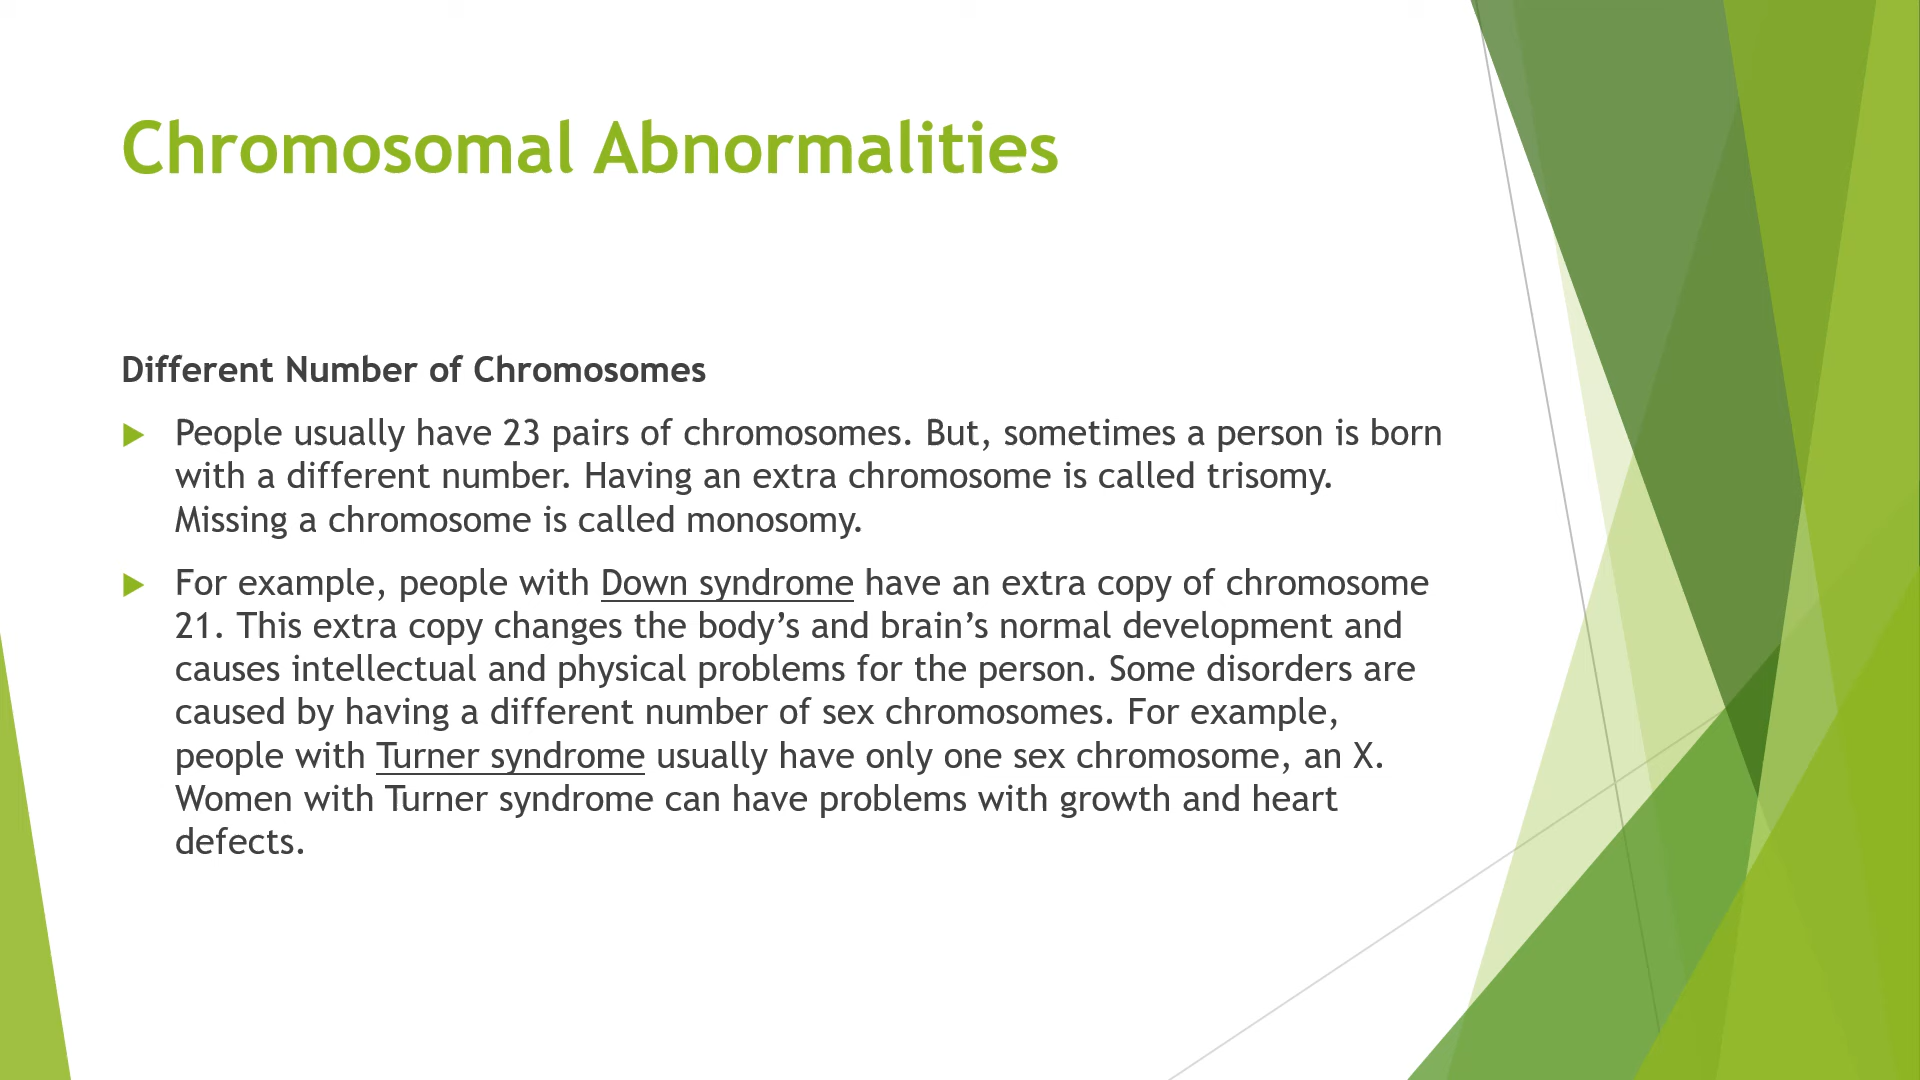 Chromosomal Abnormalities
Different Number of Chromosomes
People usually have 23 pairs of chromosomes. But, sometimes a person is born
with a different number. Having an extra chromosome is called trisomy.
Missing a chromosome is called monosomy.
For example, people with Down syndrome have an extra copy of chromosome
21. This extra copy changes the body’s and brain’s normal development and
causes intellectual and physical problems for the person. Some disorders are
caused by having a different number of sex chromosomes. For example,
people with Turner syndrome usually have only one sex chromosome, an X.
Women with Turner syndrome can have problems with growth and heart
defects.